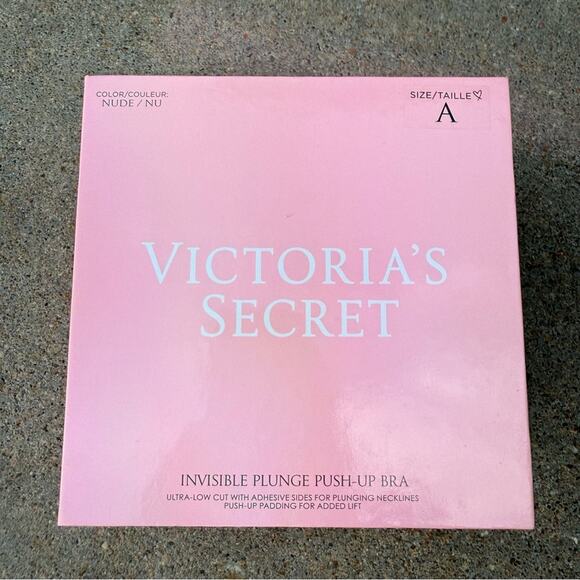 COLOR/COULEUR:
NUDE / NU
SIZE/TAILLE♡
A
VICTORIA'S
SECRET
INVISIBLE PLUNGE PUSH-UP BRA
ULTRA-LOW CUT WITH ADHESIVE SIDES FOR PLUNGING NECKLINES
PUSH-UP PADDING FOR ADDED LIFT